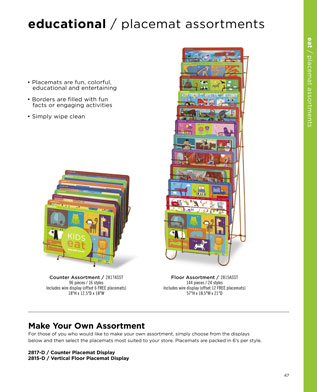 educational / placemat assortments
eat / placemat assortments
• Placemats are fun, colorful,
educational and entertaining
• Borders are filled with fun
facts or engaging activities
• Simply wipe clean
KIDS
eat
Counter Assortment / 2817ASST
96 pieces / 16 styles
Includes wire display (offset 6 FREE placemats)
18"H x 12.5"D x 18"W
Floor Assortment / 2815ASST
144 pieces / 24 styles
Includes wire display (offset 12 FREE placemats)
57"H x 18.5"W x 21"D
Make Your Own Assortment
For those of you who would like to make your own assortment, simply choose from the displays
below and then select the placemats most suited to your store. Placemats are packed in 6's per style.
2817-D / Counter Placemat Display
2815-D / Vertical Floor Placemat Display
47